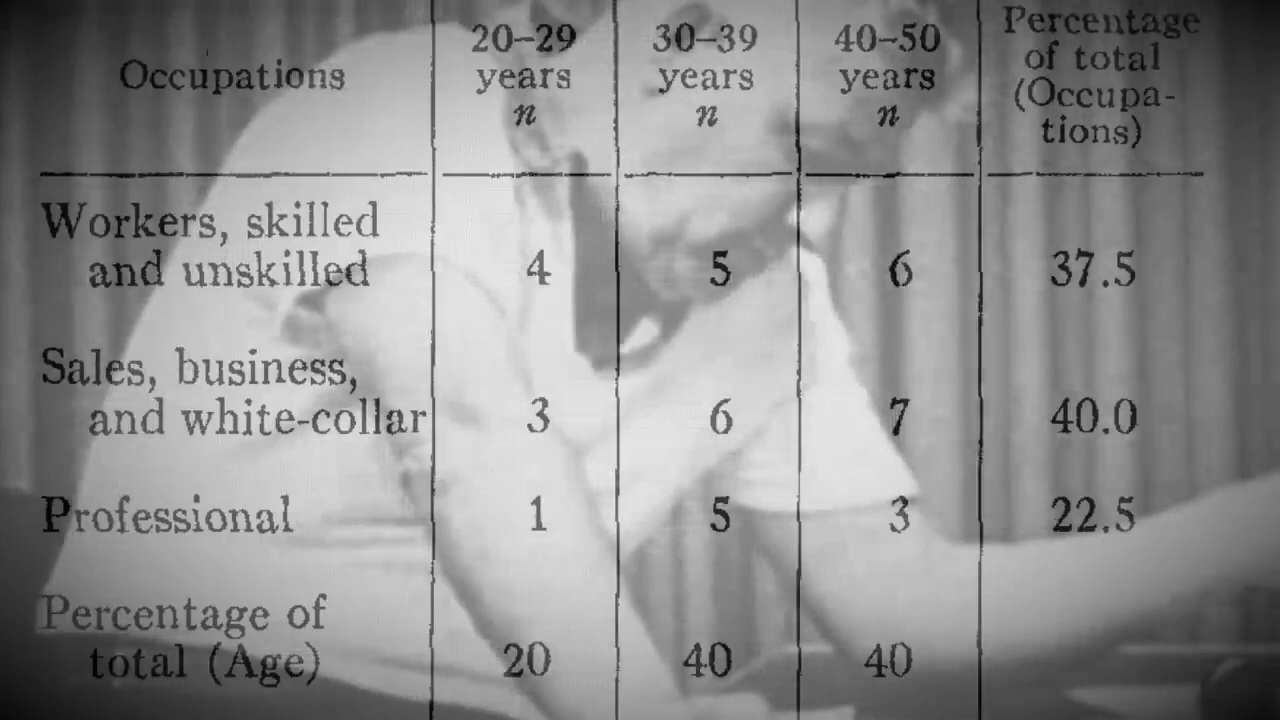 Occupations 20–29 years n 30–39 years n 40–50 years n Percentage of total (Occupa-tions)
Workers, skilled
and unskilled 4 5 6 37.5
Sales, business,
and white-collar 3 6 7 40.0
Professional 1 5 3 22.5
Percentage of
total (Age) 20 40 40